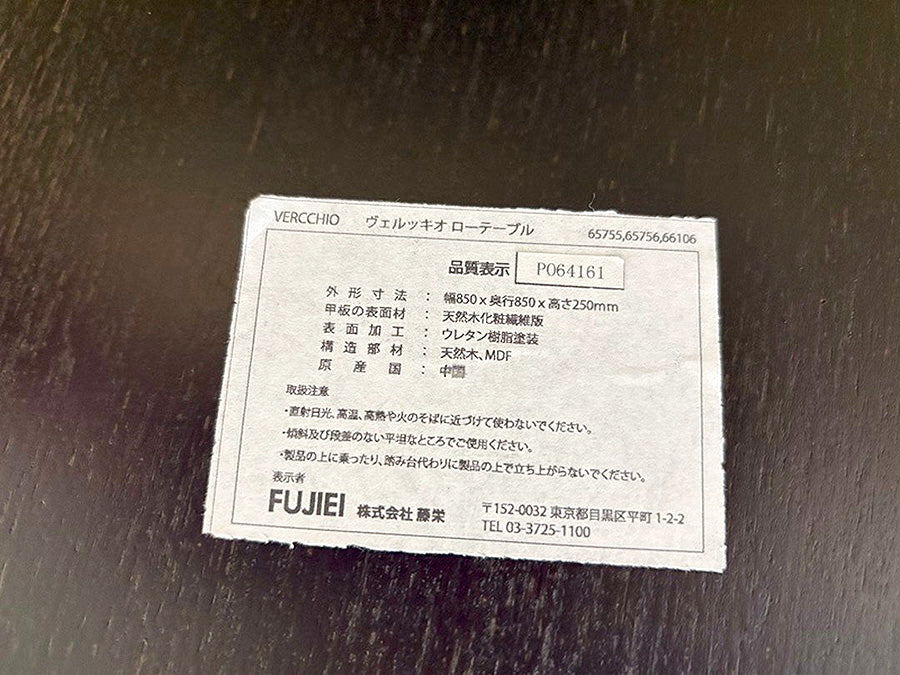 VERCCHIO ヴェルッキオ ローテーブル 65755,65756,66106
品質表示 P064161
外形寸法 : 幅850 x 奥行850 x 高さ250mm
甲板の表面材 : 天然木化粧繊維版
表面加工 : ウレタン樹脂塗装
構造部材 : 天然木、MDF
原産国 : 中国
取扱注意
・直射日光、高温、高熱や火のそばに近づけて使わないでください。
・傾斜及び段差のない平坦なところでご使用ください。
・製品の上に乗ったり、踏み台代わりに製品の上で立ち上がらないでください。
表示者
FUJIEI 株式会社 藤栄 〒152-0032 東京都目黒区平町 1-2-2
TEL 03-3725-1100